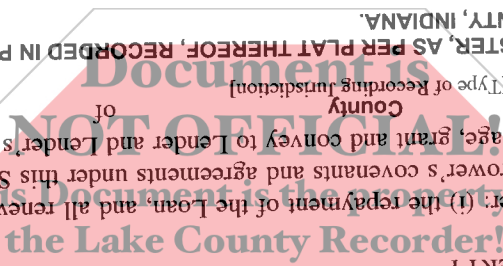 Document is
NOT OFFICIAL!
is Document is the property
the Lake County Recorder!
er: (i) the repayment of the Loan, and all renew
rower's covenants and agreements under this S
age, grant and convey to Lender and Lender's s
County of
[Type of Recording Jurisdiction]
STER, AS PER PLAT THEREOF, RECORDED IN P
NTY, INDIANA.